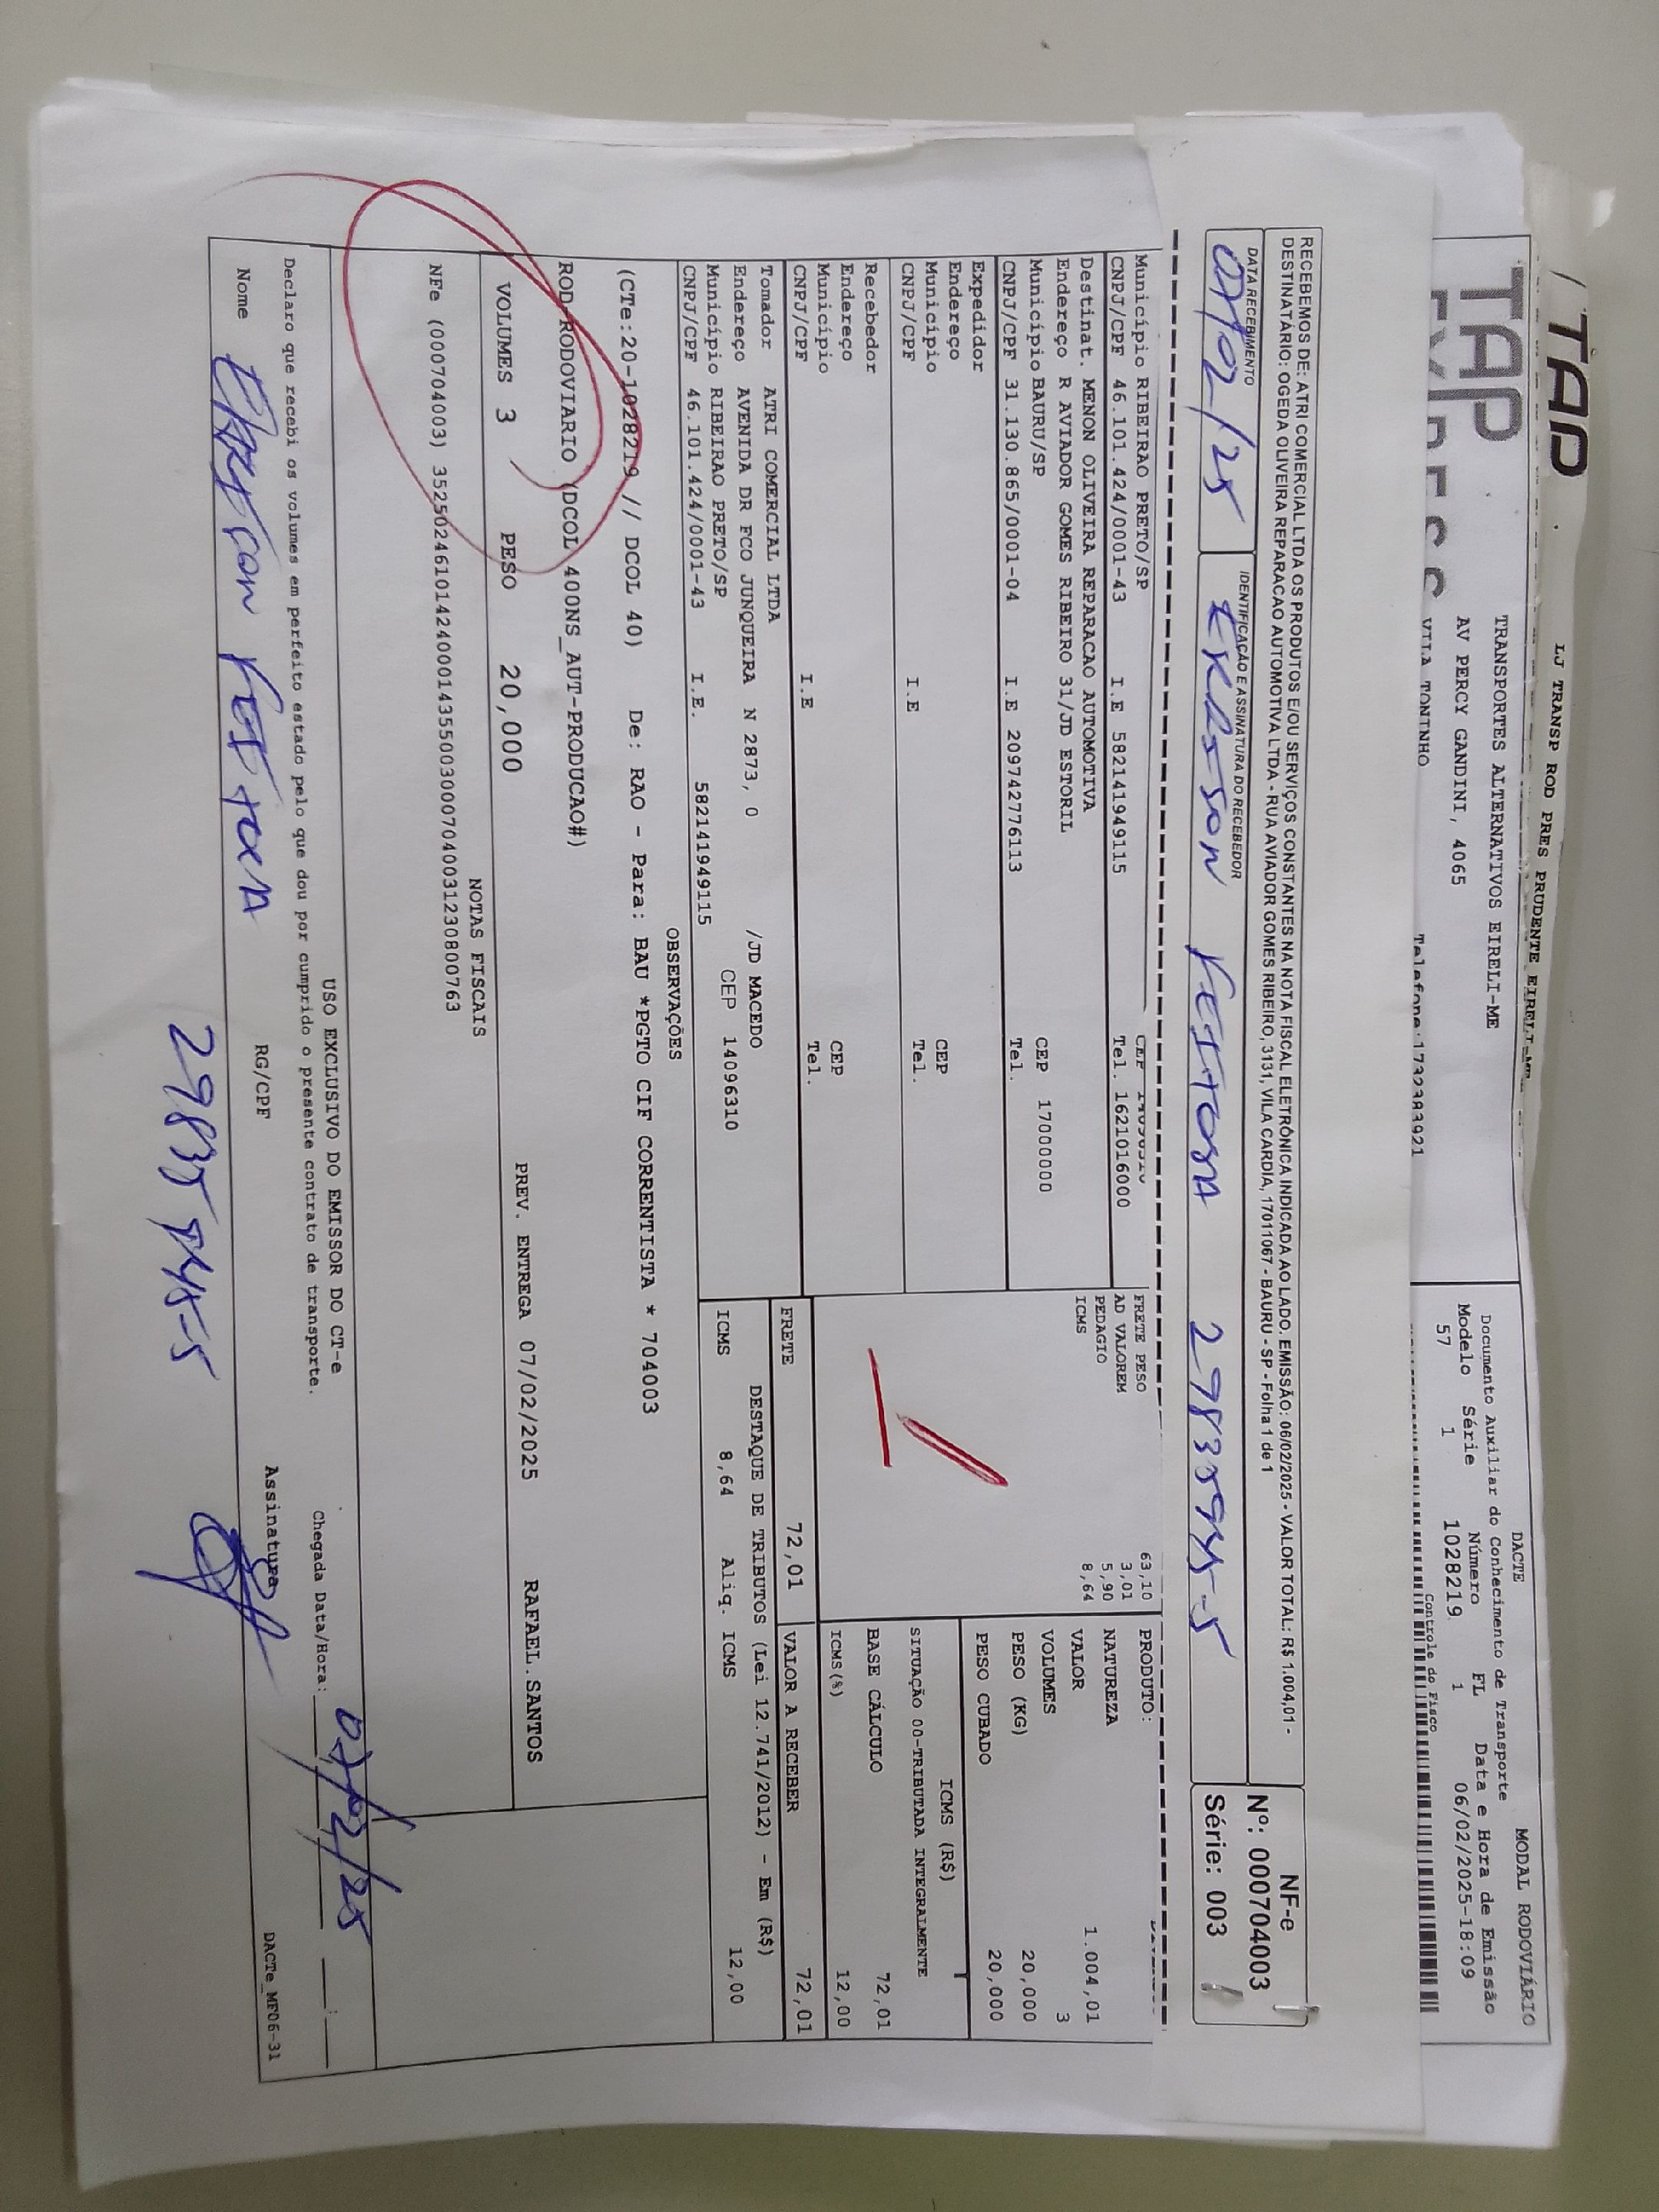 TAP
LJ TRANSP ROD PRES PRUDENTE EIRELI-ME
TAP
TRANSPORTES ALTERNATIVOS EIRELI-ME
AV PERCY GANDINI, 4065
VILA TONINHO
Telefone: 1732383921
DACTE
Documento Auxiliar do Conhecimento de Transporte
MODAL RODOVIÁRIO
Modelo Série Número FL Data e Hora de Emissão
57 1 1028219 1 06/02/2025-18:09
Controle do Fisco
RECEBEMOS DE: ATRI COMERCIAL LTDA OS PRODUTOS E/OU SERVIÇOS CONSTANTES NA NOTA FISCAL ELETRÔNICA INDICADA AO LADO. EMISSÃO: 06/02/2025 - VALOR TOTAL: R$ 1.004,01 -
DESTINATÁRIO: OGEDA OLIVEIRA REPARACAO AUTOMOTIVA LTDA - RUA AVIADOR GOMES RIBEIRO, 3131, VILA CARDIA, 17011067 - BAURU - SP - Folha 1 de 1
DATA RECEBIMENTO
07/02/25
IDENTIFICAÇÃO E ASSINATURA DO RECEBEDOR
NF-e
Nº: 000704003
Série: 003
Município RIBEIRAO PRETO/SP
CNPJ/CPF 46.101.424/0001-43 I.E 582141949115 Tel. 1621016000
Destinat. MENON OLIVEIRA REPARACAO AUTOMOTIVA
Endereço R AVIADOR GOMES RIBEIRO 31/JD ESTORIL
Município BAURU/SP CEP 17000000
CNPJ/CPF 31.130.865/0001-04 I.E 209742776113 Tel.
Expedidor
Endereço
Município CEP
CNPJ/CPF I.E Tel.
Recebedor
Endereço
Município CEP
CNPJ/CPF I.E Tel.
Tomador ATRI COMERCIAL LTDA
Endereço AVENIDA DR FCO JUNQUEIRA N 2873, 0 /JD MACEDO
Município RIBEIRAO PRETO/SP CEP 14096310
CNPJ/CPF 46.101.424/0001-43 I.E. 582141949115
FRETE PESO 63,10
AD VALOREM 3,01
PEDAGIO 5,90
ICMS 8,64
PRODUTO:
NATUREZA
VALOR 1.004,01
VOLUMES 3
PESO (KG) 20,000
PESO CUBADO 20,000
ICMS (R$)
SITUAÇÃO 00-TRIBUTADA INTEGRALMENTE
BASE CÁLCULO 72,01
ICMS(%) 12,00
FRETE 72,01 VALOR A RECEBER 72,01
DESTAQUE DE TRIBUTOS (Lei 12.741/2012) - Em (R$)
ICMS 8,64 Aliq. ICMS 12,00
OBSERVAÇÕES
(CTe:20-1028219 // DCOL 40) De: RAO - Para: BAU *PGTO CIF CORRENTISTA * 704003
ROD-RODOVIARIO (DCOL 400NS_AUT-PRODUCAO#)
VOLUMES 3 PESO 20,000 PREV. ENTREGA 07/02/2025 RAFAEL.SANTOS
NOTAS FISCAIS
NFe (000704003) 35250246101424000143550030007040031230800763
USO EXCLUSIVO DO EMISSOR DO CT-e
Declaro que recebi os volumes em perfeito estado pelo que dou por cumprido o presente contrato de transporte.
Chegada Data/Hora: 07/02/25
Nome RG/CPF Assinatura
DACTe_MF06-31